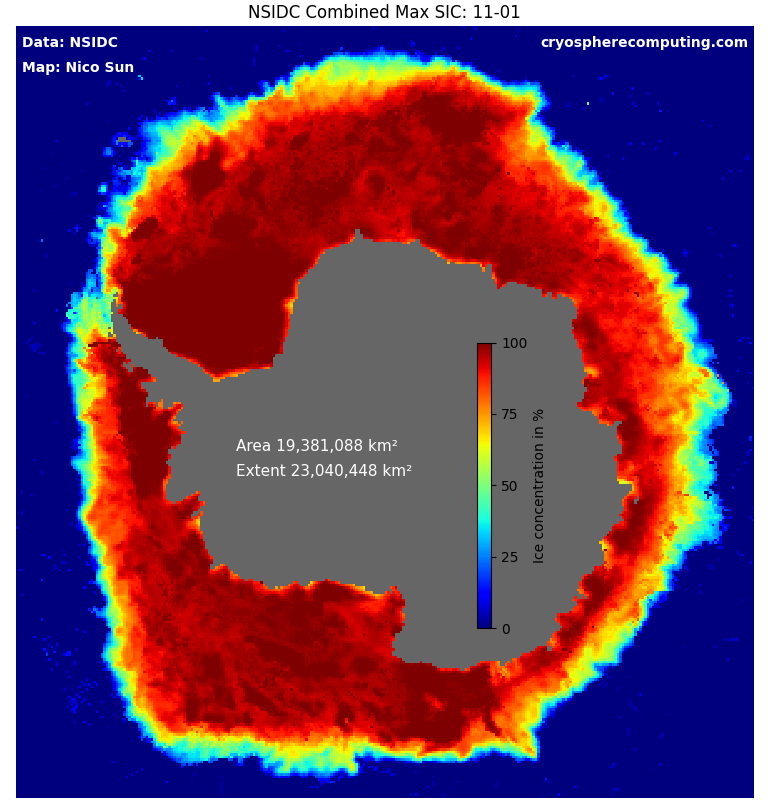 NSIDC Combined Max SIC: 11-01
Data: NSIDC
cryospherecomputing.com
Map: Nico Sun
100
75
50
25
0
Ice concentration in %
Area 19,381,088 km²
Extent 23,040,448 km²